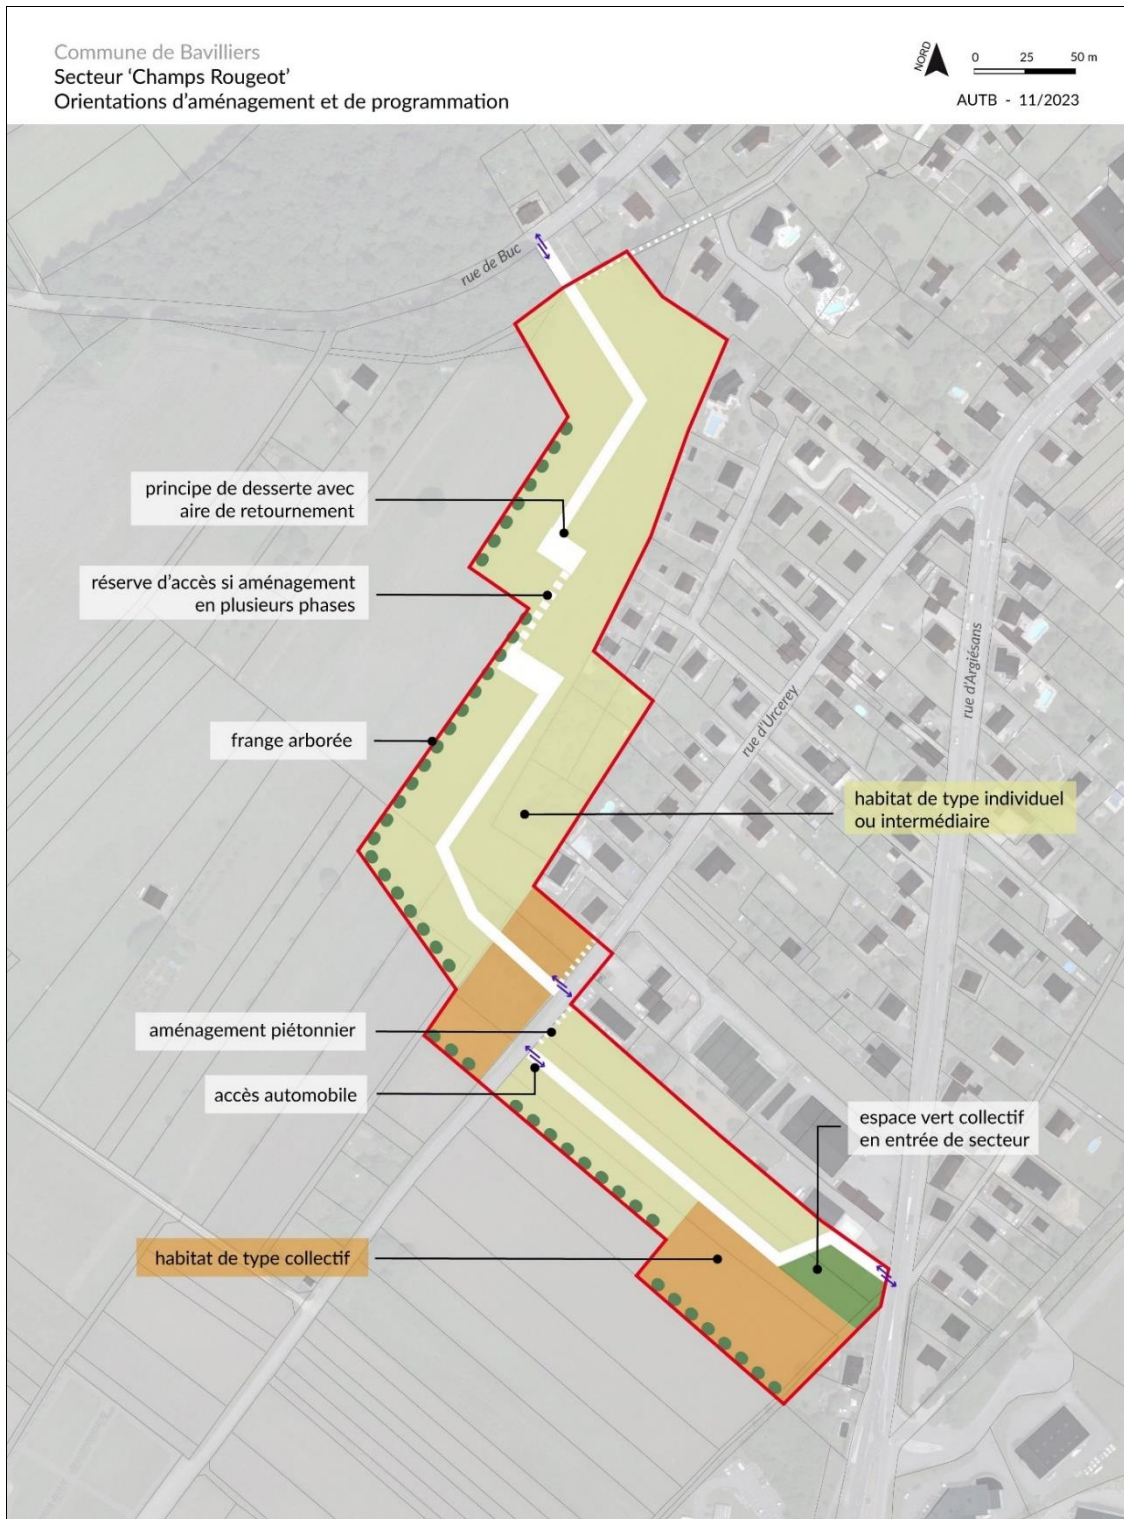 Commune de Bavilliers
Secteur ‘Champs Rougeot’
Orientations d’aménagement et de programmation
NORD
0 25 50 m
AUTB - 11/2023
rue de Buc
principe de desserte avec
aire de retournement
réserve d’accès si aménagement
en plusieurs phases
rue d'Argiésans
rue d'Urcerey
frange arborée
habitat de type individuel
ou intermédiaire
aménagement piétonnier
accès automobile
espace vert collectif
en entrée de secteur
habitat de type collectif